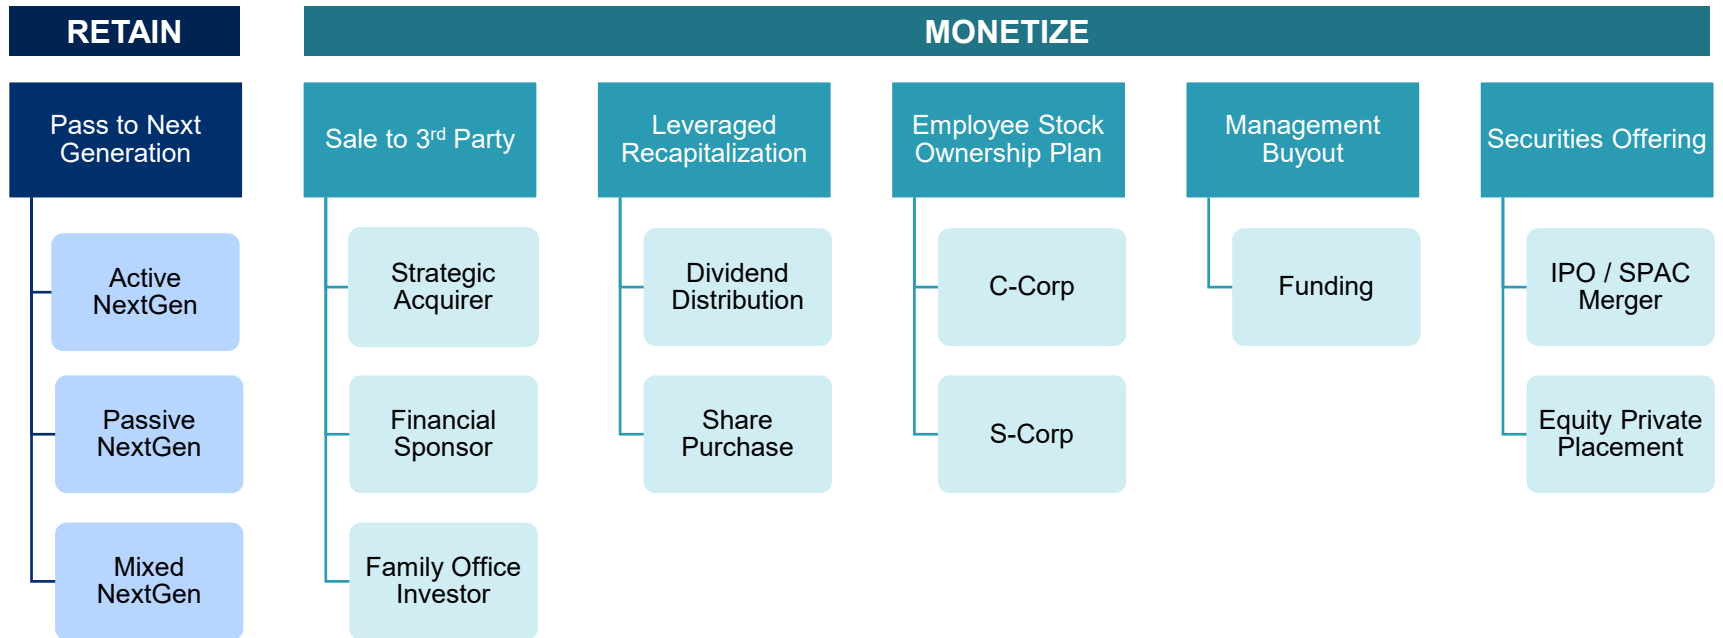 RETAIN
MONETIZE
Pass to Next
Generation
Active
NextGen
Passive
NextGen
Mixed
NextGen
Sale to 3rd Party
Strategic
Acquirer
Financial
Sponsor
Family Office
Investor
Leveraged
Recapitalization
Dividend
Distribution
Share
Purchase
Employee Stock
Ownership Plan
C-Corp
S-Corp
Management
Buyout
Funding
Securities Offering
IPO / SPAC
Merger
Equity Private
Placement